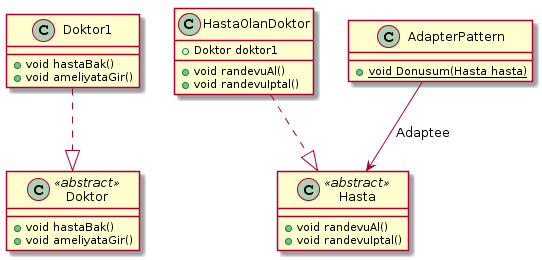 C Doktor1
void hastaBak()
void ameliyataGir()
C HastaOlanDoktor
Doktor doktor1
void randevuAl()
void randevuIptal()
C AdapterPattern
void Donusum(Hasta hasta)
Adaptee
C «abstract»
Doktor
void hastaBak()
void ameliyataGir()
C «abstract»
Hasta
void randevuAl()
void randevuIptal()